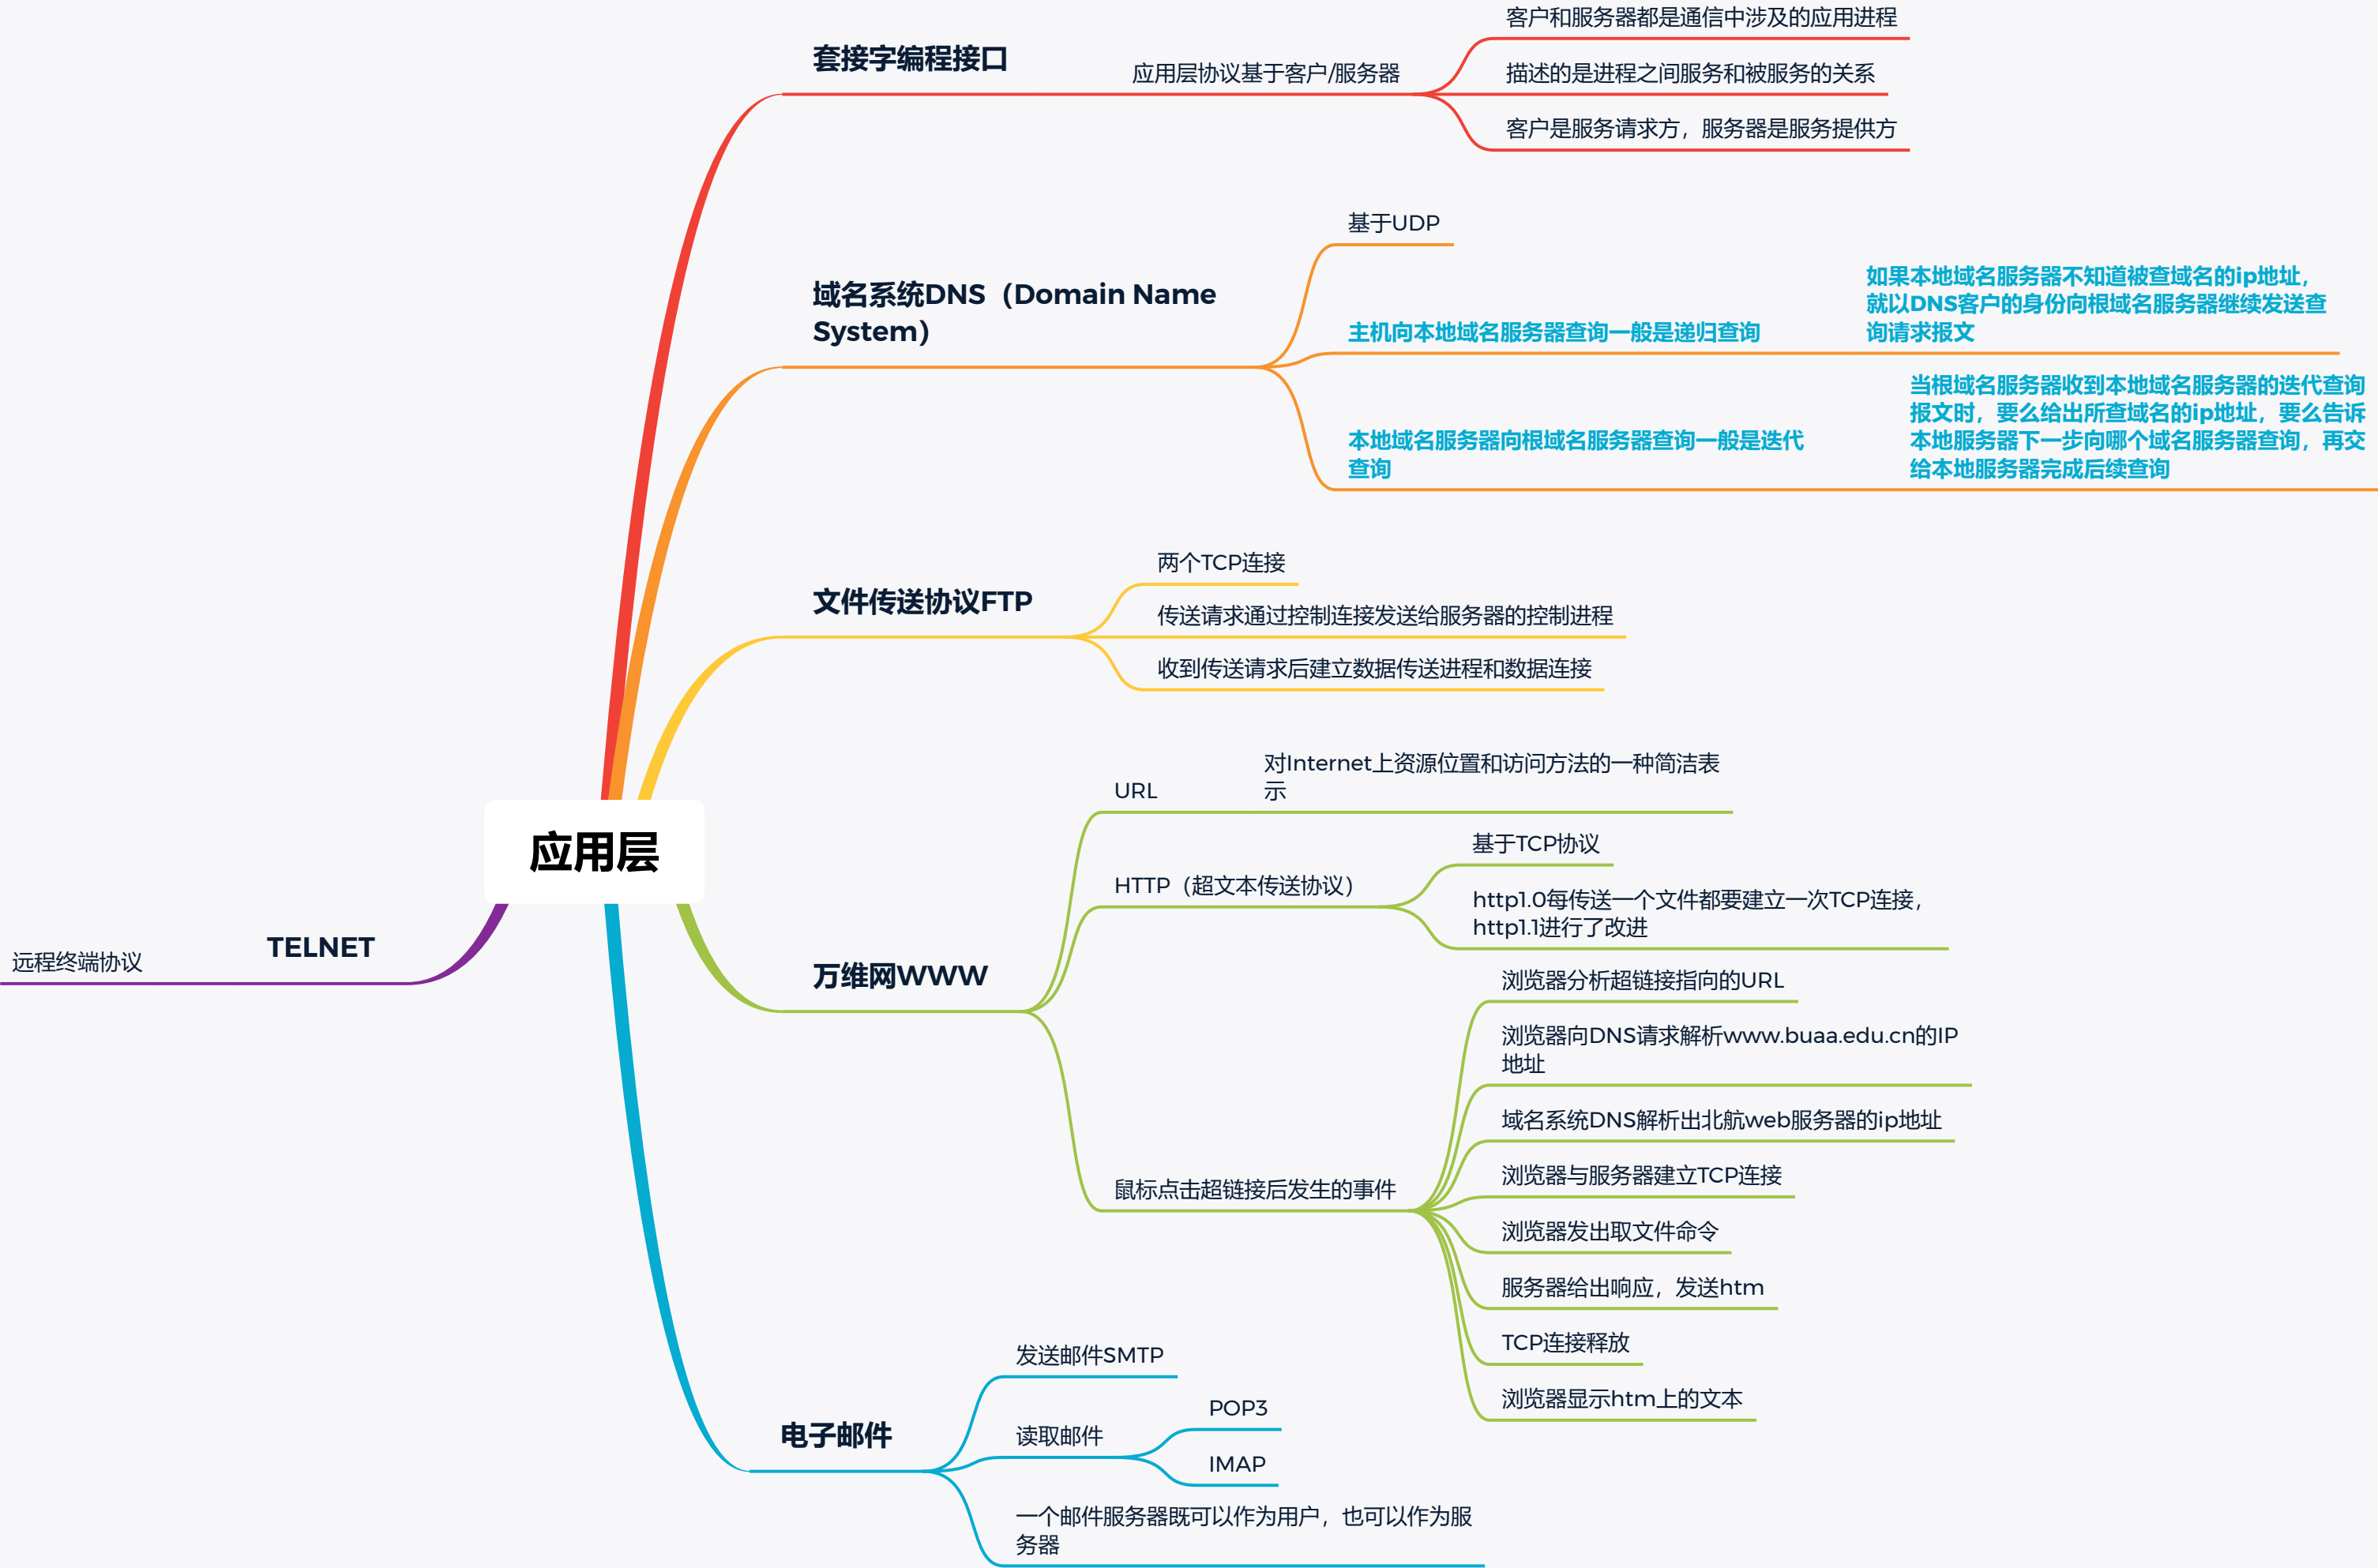 套接字编程接口
应用层协议基于客户/服务器
客户和服务器都是通信中涉及的应用进程
描述的是进程之间服务和被服务的关系
客户是服务请求方，服务器是服务提供方
域名系统DNS（Domain Name
System）
基于UDP
主机向本地域名服务器查询一般是递归查询
如果本地域名服务器不知道被查域名的ip地址，
就以DNS客户的身份向根域名服务器继续发送查
询请求报文
本地域名服务器向根域名服务器查询一般是迭代
查询
当根域名服务器收到本地域名服务器的迭代查询
报文时，要么给出所查域名的ip地址，要么告诉
本地服务器下一步向哪个域名服务器查询，再交
给本地服务器完成后续查询
文件传送协议FTP
两个TCP连接
传送请求通过控制连接发送给服务器的控制进程
收到传送请求后建立数据传送进程和数据连接
应用层
TELNET
远程终端协议
万维网WWW
URL
对Internet上资源位置和访问方法的一种简洁表
示
HTTP（超文本传送协议）
基于TCP协议
http1.0每传送一个文件都要建立一次TCP连接，
http1.1进行了改进
鼠标点击超链接后发生的事件
浏览器分析超链接指向的URL
浏览器向DNS请求解析www.buaa.edu.cn的IP
地址
域名系统DNS解析出北航web服务器的ip地址
浏览器与服务器建立TCP连接
浏览器发出取文件命令
服务器给出响应，发送htm
TCP连接释放
浏览器显示htm上的文本
电子邮件
发送邮件SMTP
读取邮件
POP3
IMAP
一个邮件服务器既可以作为用户，也可以作为服
务器